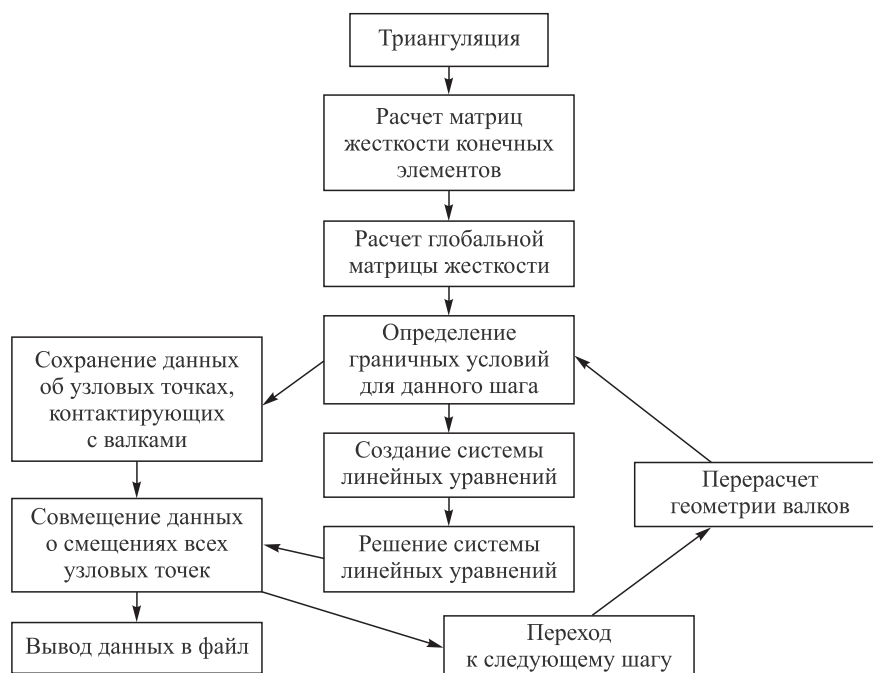 Триангуляция
Расчет матриц
жесткости конечных
элементов
Расчет глобальной
матрицы жесткости
Определение
граничных условий
для данного шага
Сохранение данных
об узловых точках,
контактирующих
с валками
Создание системы
линейных уравнений
Перерасчет
геометрии валков
Совмещение данных
о смещениях всех
узловых точек
Решение системы
линейных уравнений
Вывод данных в файл
Переход
к следующему шагу